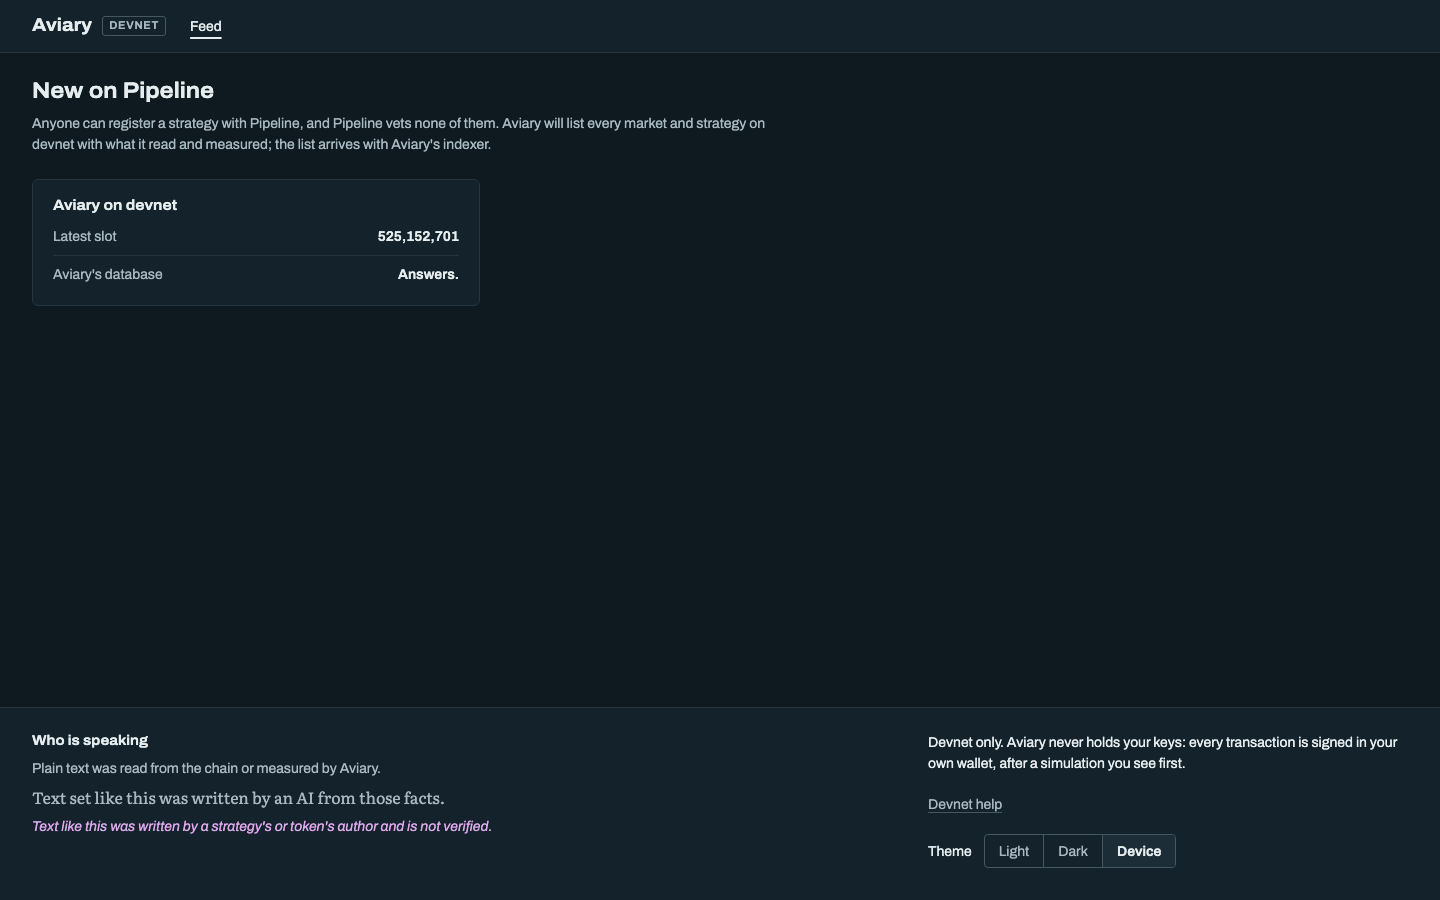 Aviary DEVNET Feed
New on Pipeline
Anyone can register a strategy with Pipeline, and Pipeline vets none of them. Aviary will list every market and strategy on
devnet with what it read and measured; the list arrives with Aviary's indexer.
Aviary on devnet
Latest slot 525,152,701
Aviary's database Answers.
Who is speaking
Plain text was read from the chain or measured by Aviary.
Text set like this was written by an AI from those facts.
Text like this was written by a strategy's or token's author and is not verified.
Devnet only. Aviary never holds your keys: every transaction is signed in your
own wallet, after a simulation you see first.
Devnet help
Theme Light Dark Device